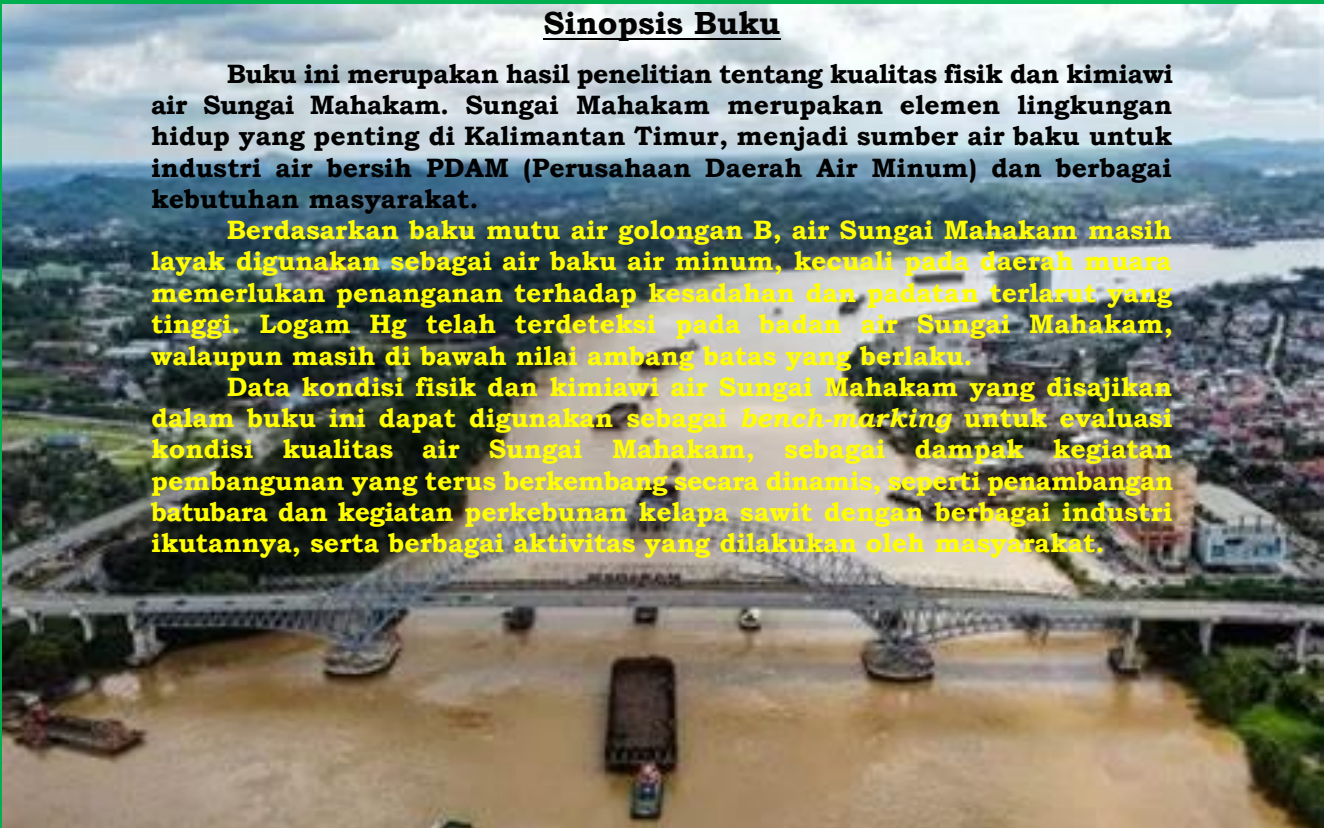 Sinopsis Buku
Buku ini merupakan hasil penelitian tentang kualitas fisik dan kimiawi
air Sungai Mahakam. Sungai Mahakam merupakan elemen lingkungan
hidup yang penting di Kalimantan Timur, menjadi sumber air baku untuk
industri air bersih PDAM (Perusahaan Daerah Air Minum) dan berbagai
kebutuhan masyarakat.
Berdasarkan baku mutu air golongan B, air Sungai Mahakam masih
layak digunakan sebagai air baku air minum, kecuali pada daerah muara
memerlukan penanganan terhadap kesadahan dan padatan terlarut yang
tinggi. Logam Hg telah terdeteksi pada badan air Sungai Mahakam,
walaupun masih di bawah nilai ambang batas yang berlaku.
Data kondisi fisik dan kimiawi air Sungai Mahakam yang disajikan
dalam buku ini dapat digunakan sebagai bench-marking untuk evaluasi
kondisi kualitas air Sungai Mahakam, sebagai dampak kegiatan
pembangunan yang terus berkembang secara dinamis, seperti penambangan
batubara dan kegiatan perkebunan kelapa sawit dengan berbagai industri
ikutannya, serta berbagai aktivitas yang dilakukan oleh masyarakat.